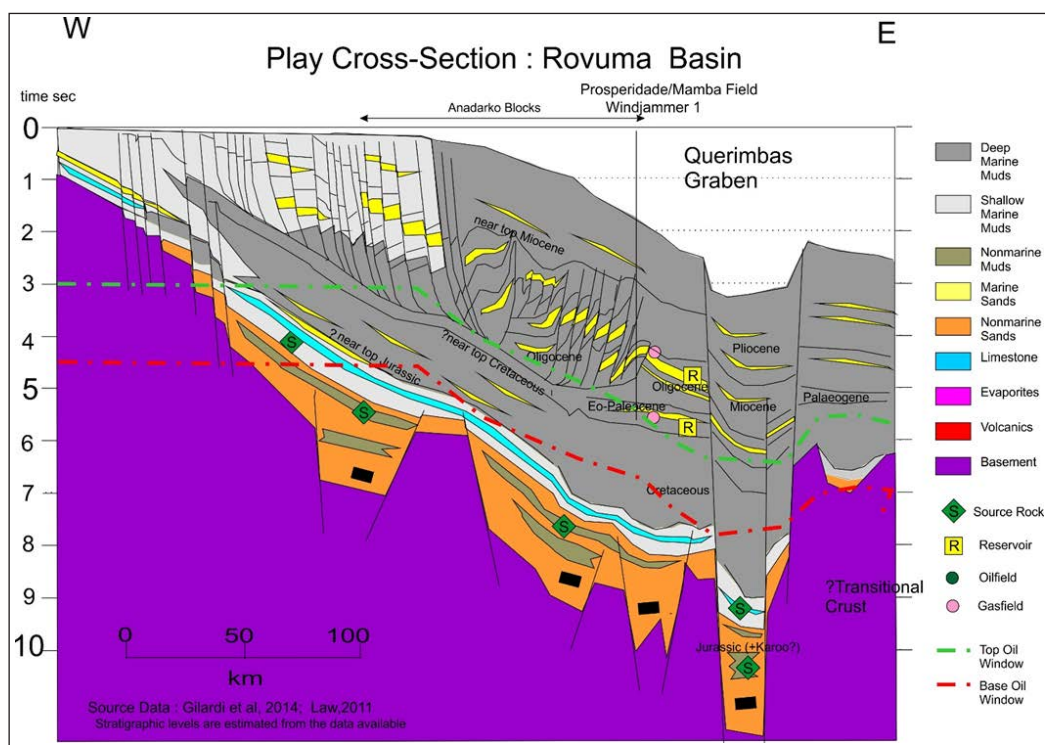 W
E
Play Cross-Section : Rovuma Basin
time sec
Prosperidade/Mamba Field
Windjammer 1
Anadarko Blocks
0
1
2
3
4
5
6
7
8
9
10
Querimbas
Graben
near top Miocene
?near top Jurassic
?near top Cretaceous
Oligocene
Oligocene
Eo-Paleocene
Pliocene
Miocene
Palaeogene
Cretaceous
R
R
S
S
S
S
S
Jurassic (+Karoo?)
?Transitional
Crust
?
0
50
100
km
Source Data : Gilardi et al, 2014; Law,2011
Stratigraphic levels are estimated from the data available
Deep
Marine
Muds
Shallow
Marine
Muds
Nonmarine
Muds
Marine
Sands
Nonmarine
Sands
Limestone
Evaporites
Volcanics
Basement
S
Source Rock
R
Reservoir
Oilfield
Gasfield
Top Oil
Window
Base Oil
Window